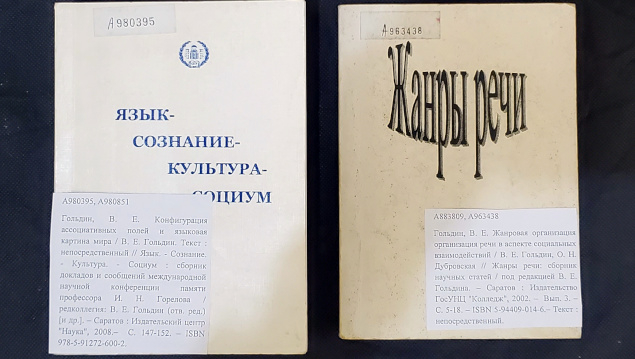 А980395
ЯЗЫК-
СОЗНАНИЕ-
КУЛЬТУРА-
СОЦИУМ
А980395, А980851
Гольдин, В. Е. Конфигурация
ассоциативных полей и языковая
картина мира / В. Е. Гольдин. Текст :
непосредственный // Язык. - Сознание.
- Культура. - Социум : сборник
докладов и сообщений международной
научной конференции памяти
профессора И. Н. Горелова /
редколлегия: В. Е. Гольдин (отв. ред.)
[и др.]. – Саратов : Издательский центр
"Наука", 2008.– С. 147-152. – ISBN
978-5-91272-600-2.
А963438
Жанры речи
А883809, А963438
Гольдин, В. Е. Жанровая организация
организация речи в аспекте социальных
взаимодействий / В. Е. Гольдин, О. Н.
Дубровская // Жанры речи: сборник
научных статей / под редакцией В. Е.
Гольдина. – Саратов : Издательство
ГосУНЦ "Колледж", 2002. – Вып. 3. –
С. 5-18. – ISBN 5-94409-014-6.– Текст :
непосредственный.